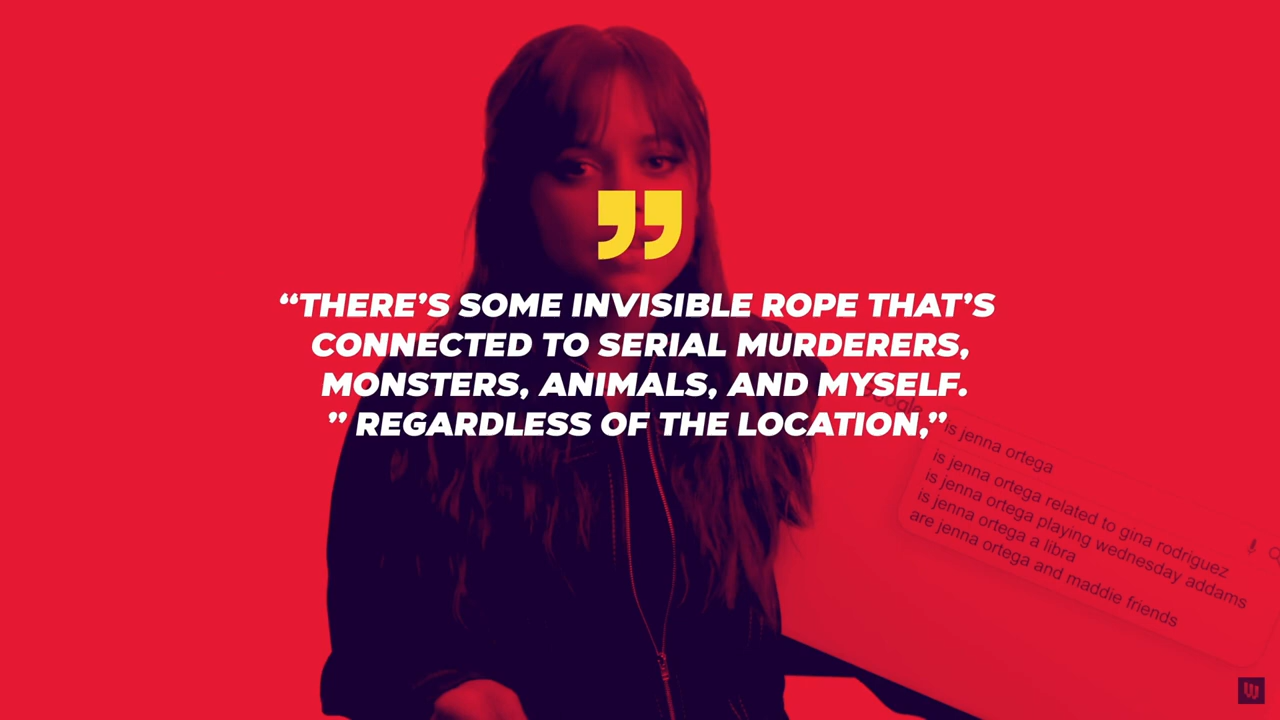 ”
“THERE’S SOME INVISIBLE ROPE THAT’S
CONNECTED TO SERIAL MURDERERS,
MONSTERS, ANIMALS, AND MYSELF.
” REGARDLESS OF THE LOCATION,”
Google
is jenna ortega
is jenna ortega related to gina rodriguez
is jenna ortega playing wednesday addams
is jenna ortega a libra
are jenna ortega and maddie friends
W